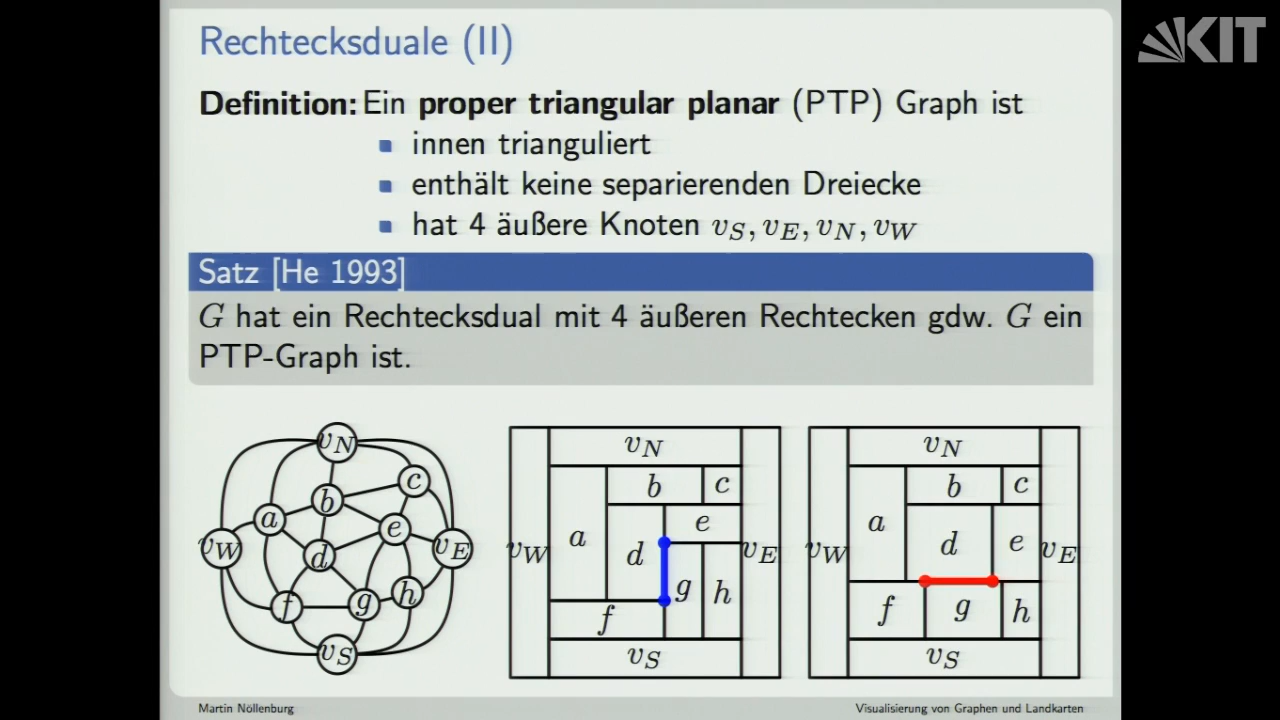 Rechtecksduale (II)
KIT
Definition: Ein proper triangular planar (PTP) Graph ist
innen trianguliert
enthält keine separierenden Dreiecke
hat 4 äußere Knoten v_S, v_E, v_N, v_W
Satz [He 1993]
G hat ein Rechtecksdual mit 4 äußeren Rechtecken gdw. G ein
PTP-Graph ist.
v_N
c
b
a
e
v_W
d
v_E
f
g
h
v_S
v_N
b
c
e
a
v_W
d
v_E
g
h
f
v_S
v_N
b
c
a
d
e
v_W
v_E
f
g
h
v_S
Martin Nöllenburg
Visualisierung von Graphen und Landkarten